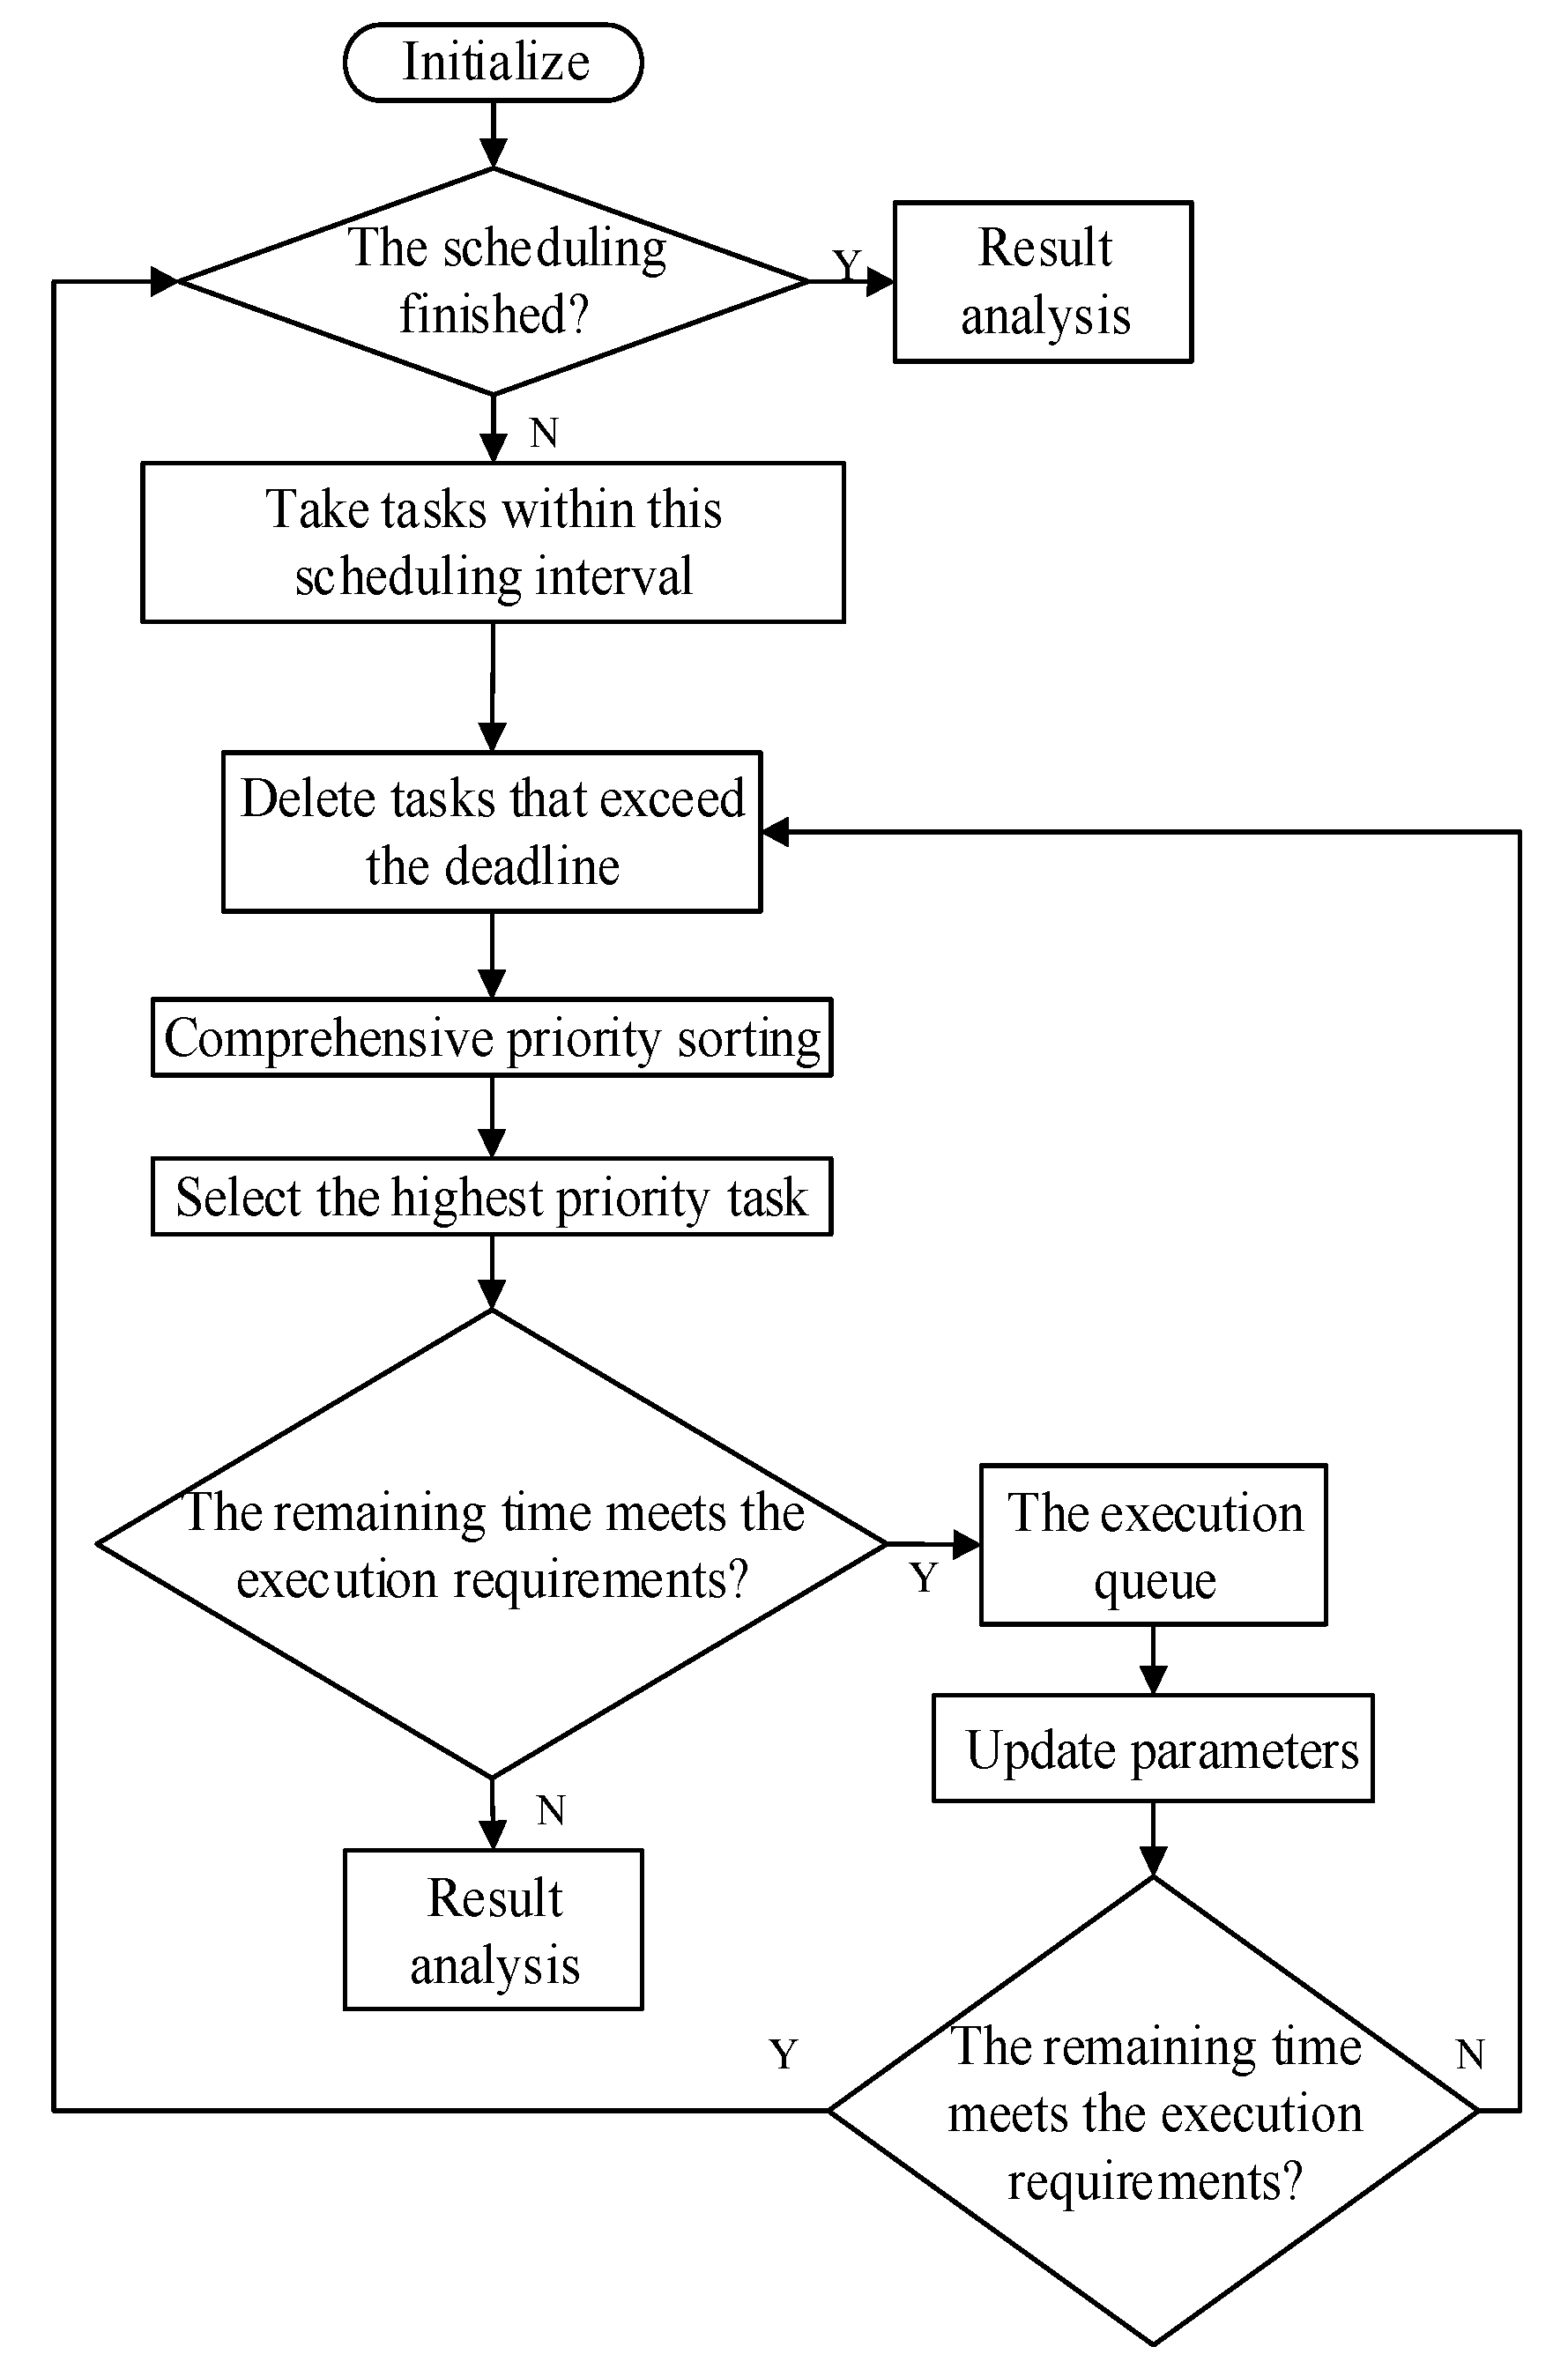 Initialize
The scheduling
finished?
Y
Result
analysis
N
Take tasks within this
scheduling interval
Delete tasks that exceed
the deadline
Comprehensive priority sorting
Select the highest priority task
The remaining time meets the
execution requirements?
Y
The execution
queue
Update parameters
N
Result
analysis
Y
The remaining time
meets the execution
requirements?
N